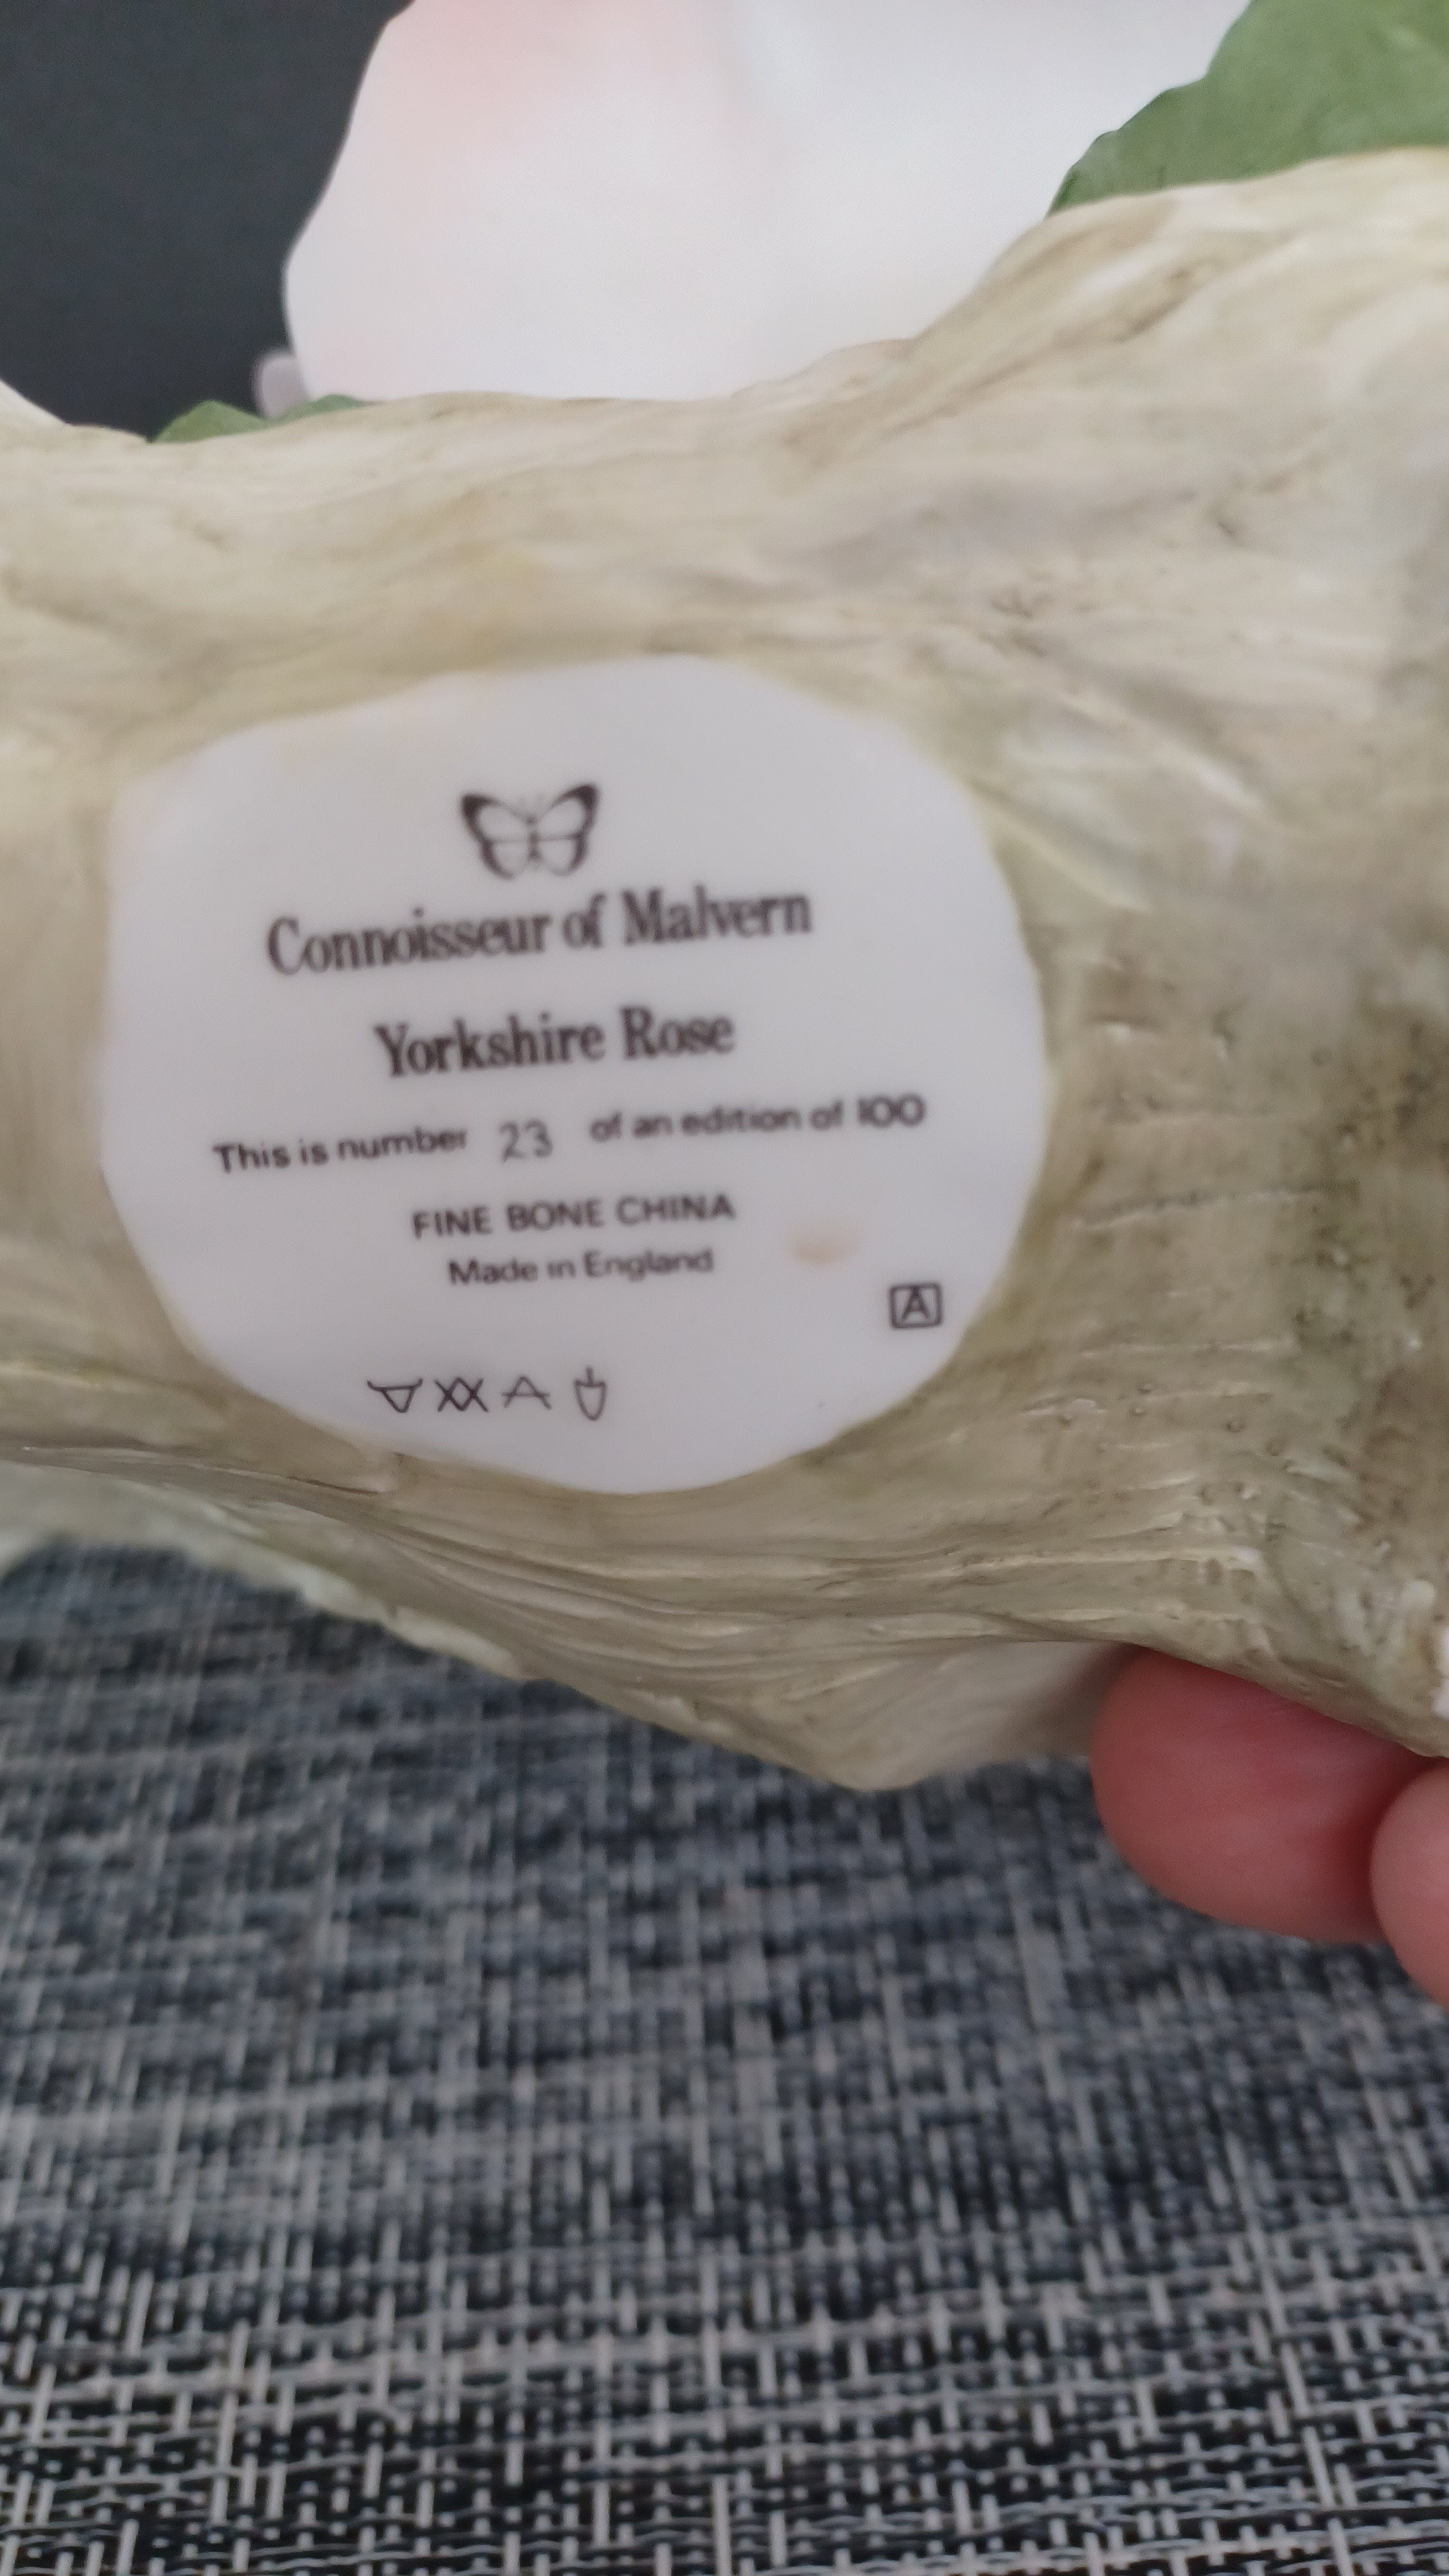 Connoisseur of Malvern
Yorkshire Rose
This is number 23 of an edition of 100
FINE BONE CHINA
Made in England
A